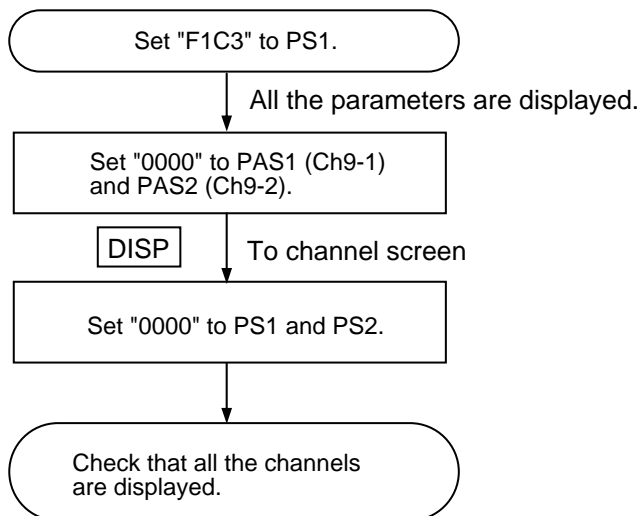 Set "F1C3" to PS1.
All the parameters are displayed.
Set "0000" to PAS1 (Ch9-1)
and PAS2 (Ch9-2).
DISP
To channel screen
Set "0000" to PS1 and PS2.
Check that all the channels
are displayed.